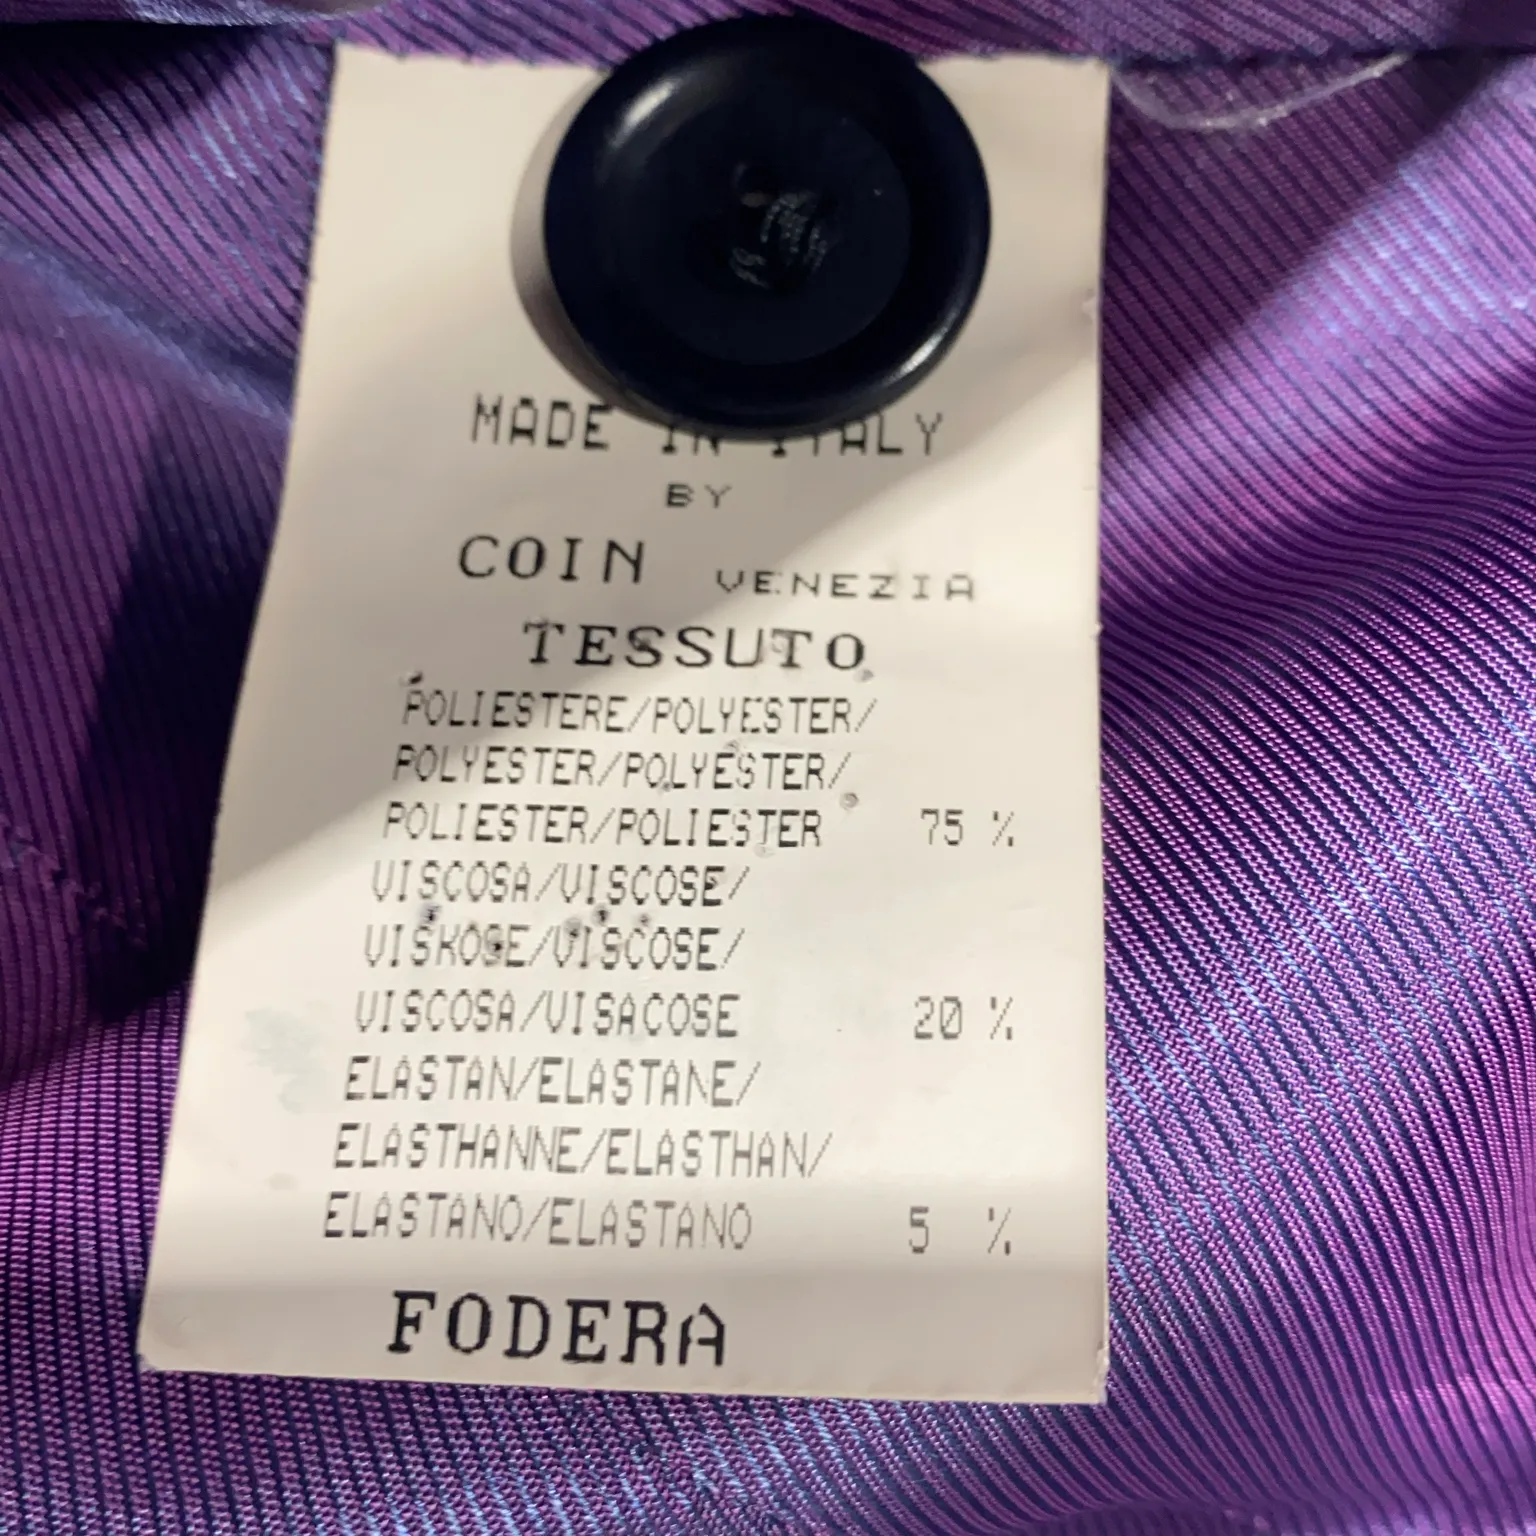 MADE IN ITALY
BY
COIN VENEZIA
TESSUTO
POLIESTERE/POLYESTER/
POLYESTER/POLYESTER/
POLIESTER/POLIESTER 75 %
VISCOSA/VISCOSE/
VISKOSE/VISCOSE/
VISCOSA/VISACOSE 20 %
ELASTAN/ELASTANE/
ELASTHANNE/ELASTHAN/
ELASTANO/ELASTANO 5 %
FODERA